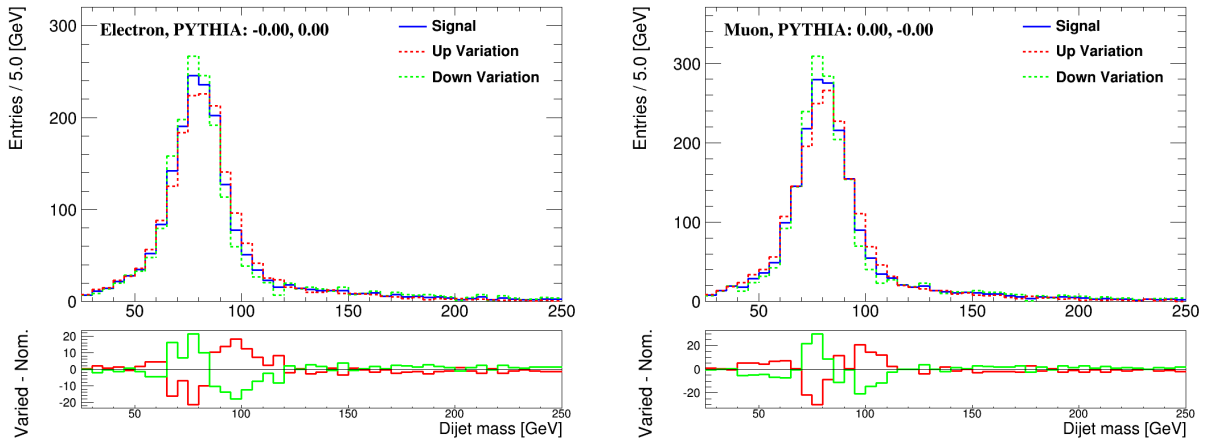 Electron, PYTHIA: -0.00, 0.00
Signal
Up Variation
Down Variation
Entries / 5.0 [GeV]
300
200
100
0
50 100 150 200 250
Varied - Nom.
20
10
0
10
20
50 100 150 200 250
Dijet mass [GeV]
Muon, PYTHIA: 0.00, -0.00
Signal
Up Variation
Down Variation
Entries / 5.0 [GeV]
300
200
100
0
50 100 150 200 250
Varied - Nom.
20
0
20
50 100 150 200 250
Dijet mass [GeV]